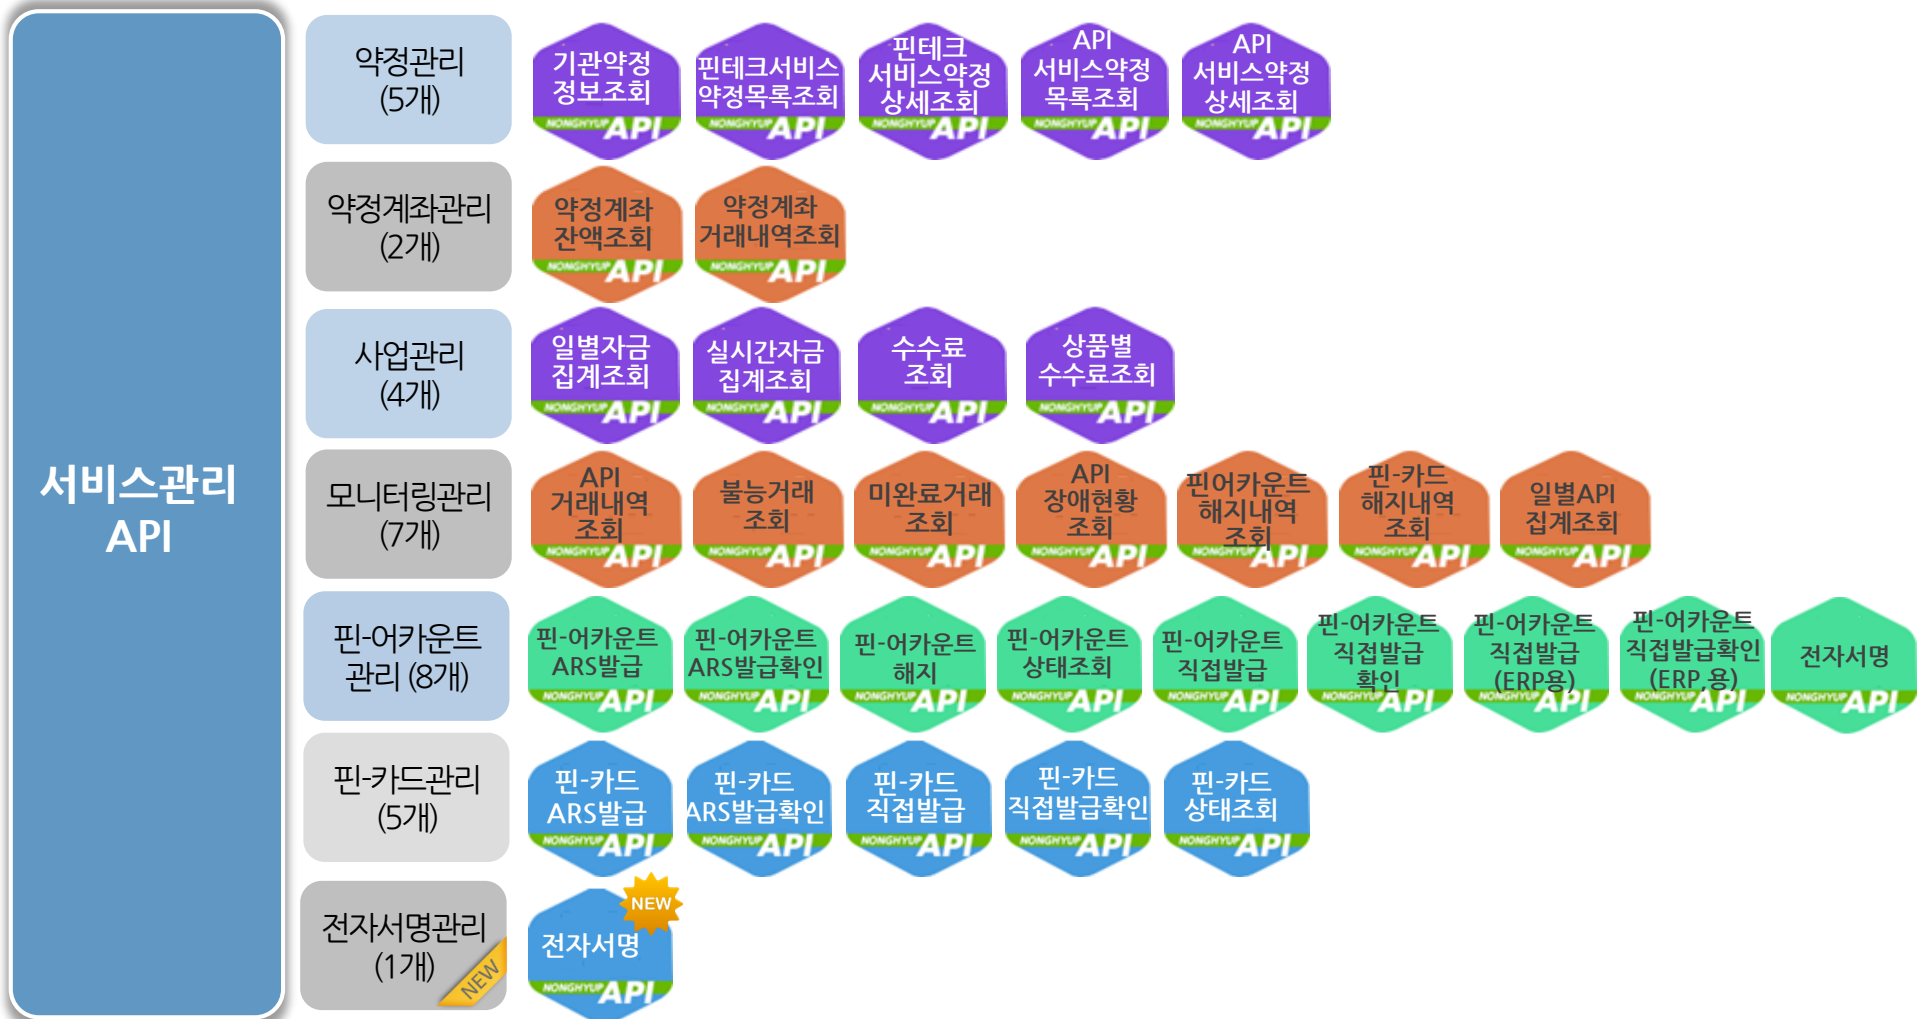 서비스관리
API
약정관리
(5개)
기관약정
정보조회
NONGHYUP API
핀테크서비스
약정목록조회
NONGHYUP API
핀테크
서비스약정
상세조회
NONGHYUP API
API
서비스약정
목록조회
NONGHYUP API
API
서비스약정
상세조회
NONGHYUP API
약정계좌관리
(2개)
약정계좌
잔액조회
NONGHYUP API
약정계좌
거래내역조회
NONGHYUP API
사업관리
(4개)
일별자금
집계조회
NONGHYUP API
실시간자금
집계조회
NONGHYUP API
수수료
조회
NONGHYUP API
상품별
수수료조회
NONGHYUP API
모니터링관리
(7개)
API
거래내역
조회
NONGHYUP API
불능거래
조회
NONGHYUP API
미완료거래
조회
NONGHYUP API
API
장애현황
조회
NONGHYUP API
핀어카운트
해지내역
조회
NONGHYUP API
핀-카드
해지내역
조회
NONGHYUP API
일별API
집계조회
NONGHYUP API
핀-어카운트
관리 (8개)
핀-어카운트
ARS발급
NONGHYUP API
핀-어카운트
ARS발급확인
NONGHYUP API
핀-어카운트
해지
NONGHYUP API
핀-어카운트
상태조회
NONGHYUP API
핀-어카운트
직접발급
NONGHYUP API
핀-어카운트
직접발급
확인
NONGHYUP API
핀-어카운트
직접발급
(ERP용)
NONGHYUP API
핀-어카운트
직접발급확인
(ERP,용)
NONGHYUP API
전자서명
NONGHYUP API
핀-카드관리
(5개)
핀-카드
ARS발급
NONGHYUP API
핀-카드
ARS발급확인
NONGHYUP API
핀-카드
직접발급
NONGHYUP API
핀-카드
직접발급확인
NONGHYUP API
핀-카드
상태조회
NONGHYUP API
전자서명관리
(1개)
NEW
NEW
전자서명
NONGHYUP API